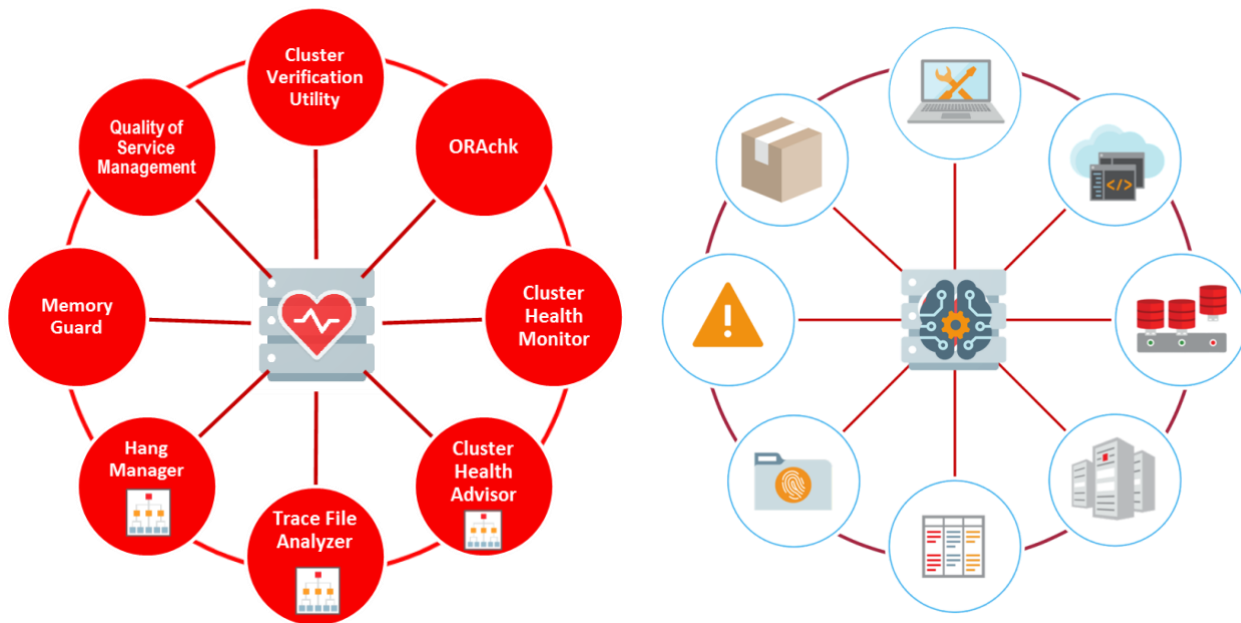 Cluster
Verification
Utility
Quality of
Service
Management
ORAchk
Memory
Guard
Cluster
Health
Monitor
Hang
Manager
Cluster
Health
Advisor
Trace File
Analyzer
</>